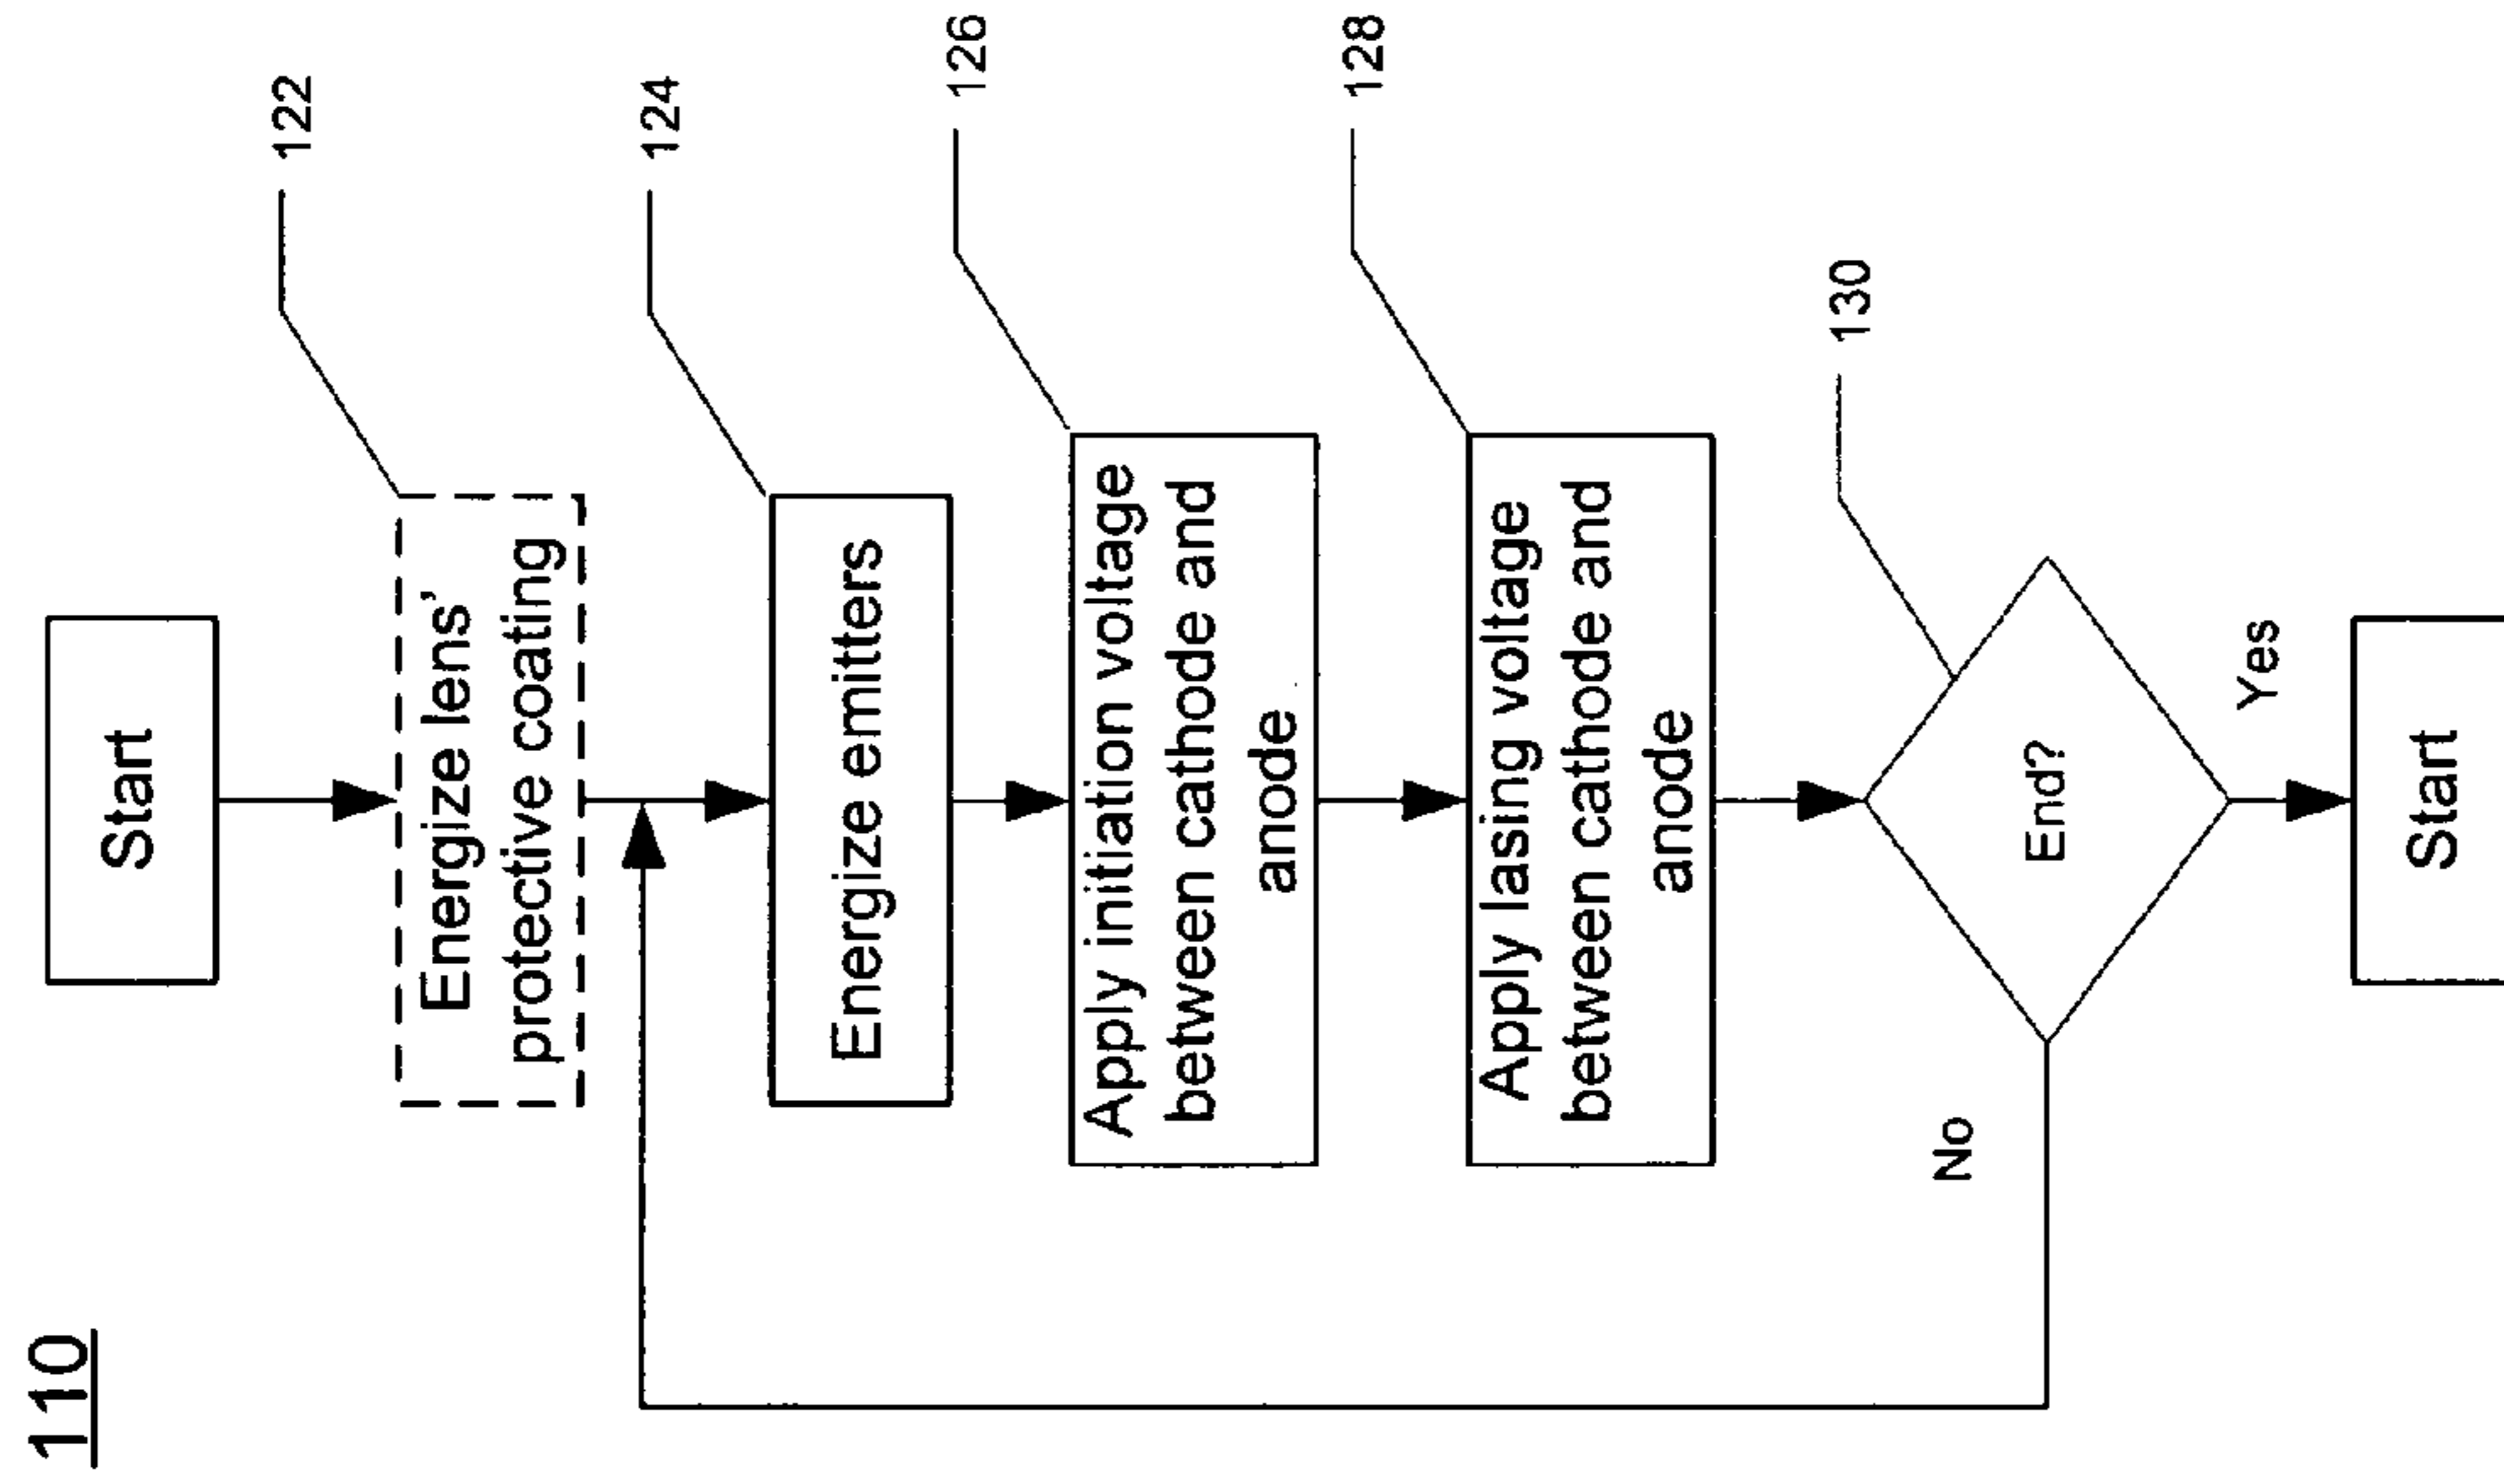 110
Start
122
Energize lens'
protective coating
124
Energize emitters
126
Apply initiation voltage
between cathode and
anode
128
Apply lasing voltage
between cathode and
anode
130
End?
No
Yes
Start